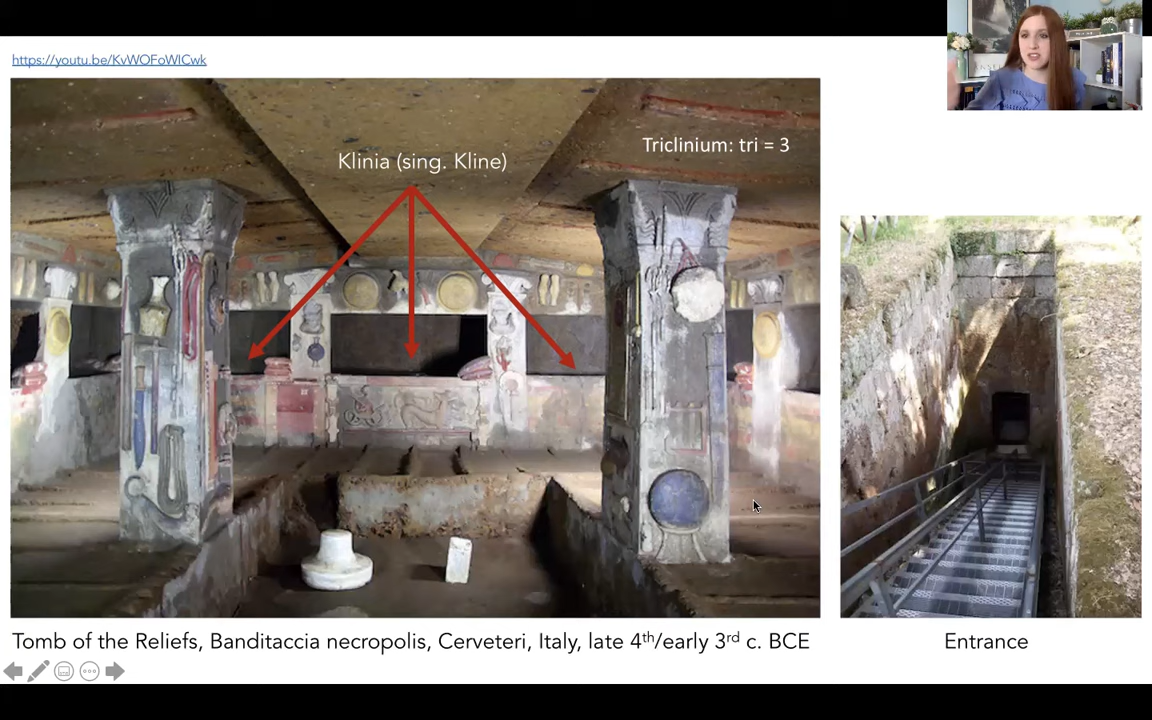 https://youtu.be/KvWOFoWICwk
Triclinium: tri = 3
Klinia (sing. Kline)
Tomb of the Reliefs, Banditaccia necropolis, Cerveteri, Italy, late 4th/early 3rd c. BCE
Entrance